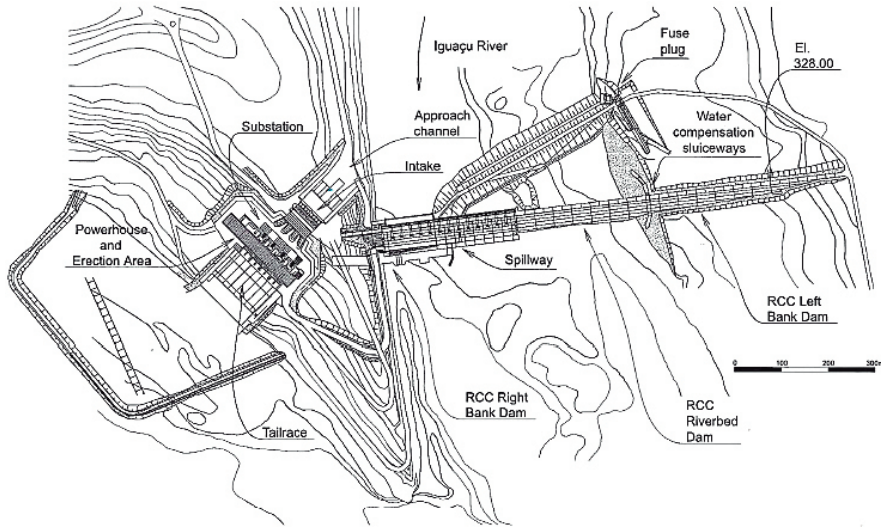 Iguaçu River
Fuse
plug
El.
328.00
Substation
Approach
channel
Water
compensation
sluiceways
Intake
Powerhouse
and
Erection Area
Spillway
RCC Left
Bank Dam
0 100 200 300m
RCC Right
Bank Dam
RCC
Riverbed
Dam
Tailrace